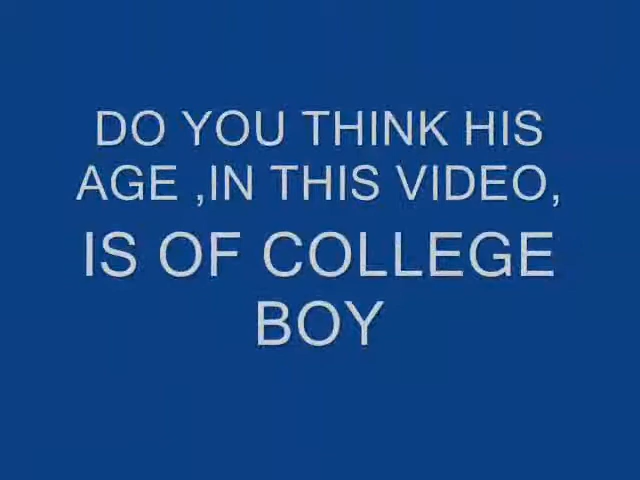 DO YOU THINK HIS
AGE ,IN THIS VIDEO,
IS OF COLLEGE
BOY